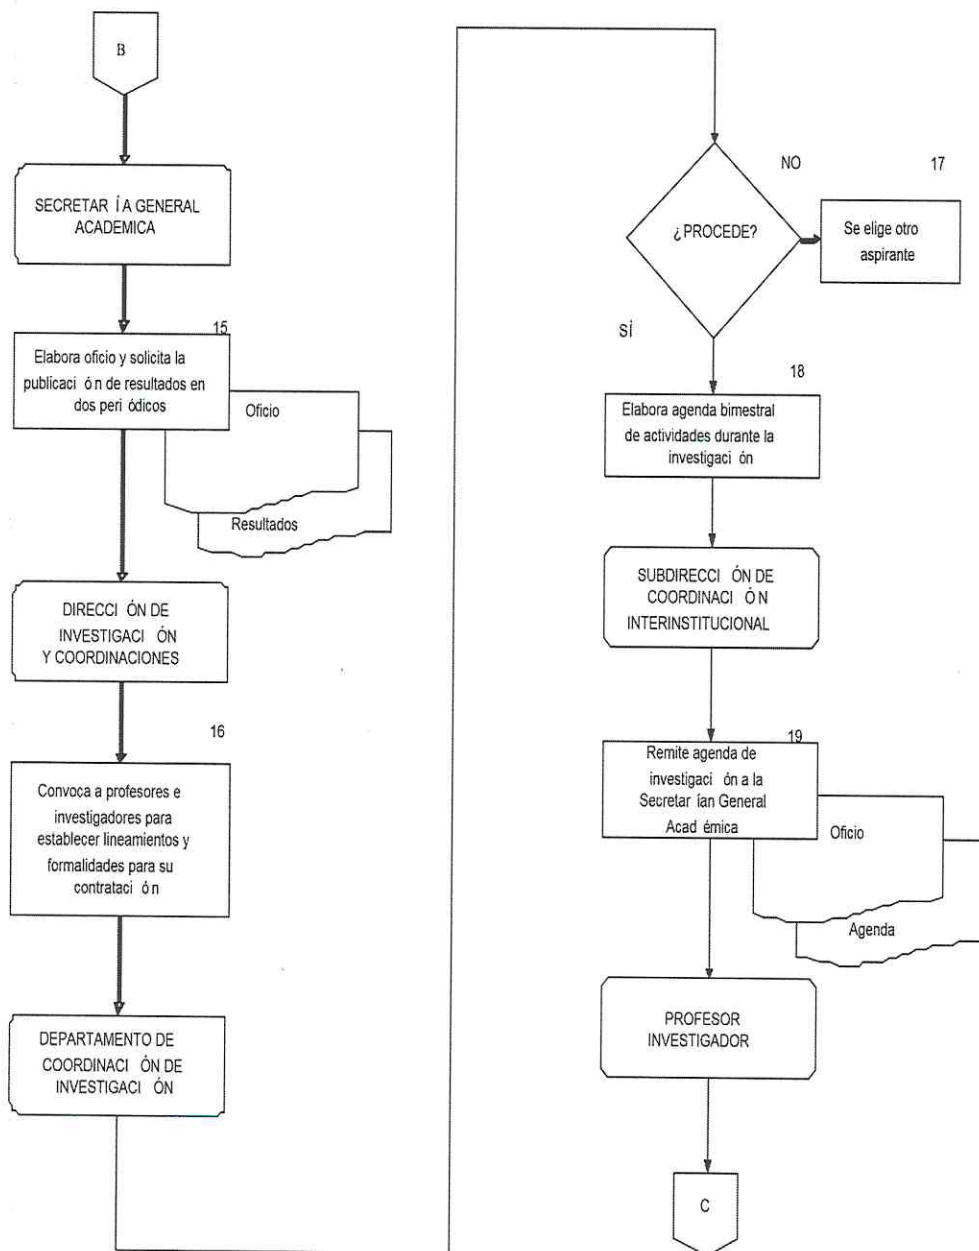 B
SECRETAR ÍA GENERAL
ACADEMICA
15
Elabora oficio y solicita la
publicaci ó n de resultados en
dos peri ódicos
Oficio
Resultados
DIRECCI ÓN DE
INVESTIGACI ÓN
Y COORDINACIONES
16
Convoca a profesores e
investigadores para
establecer lineamientos y
formalidades para su
contrataci ó n
DEPARTAMENTO DE
COORDINACI ÓN DE
INVESTIGACI ÓN
¿PROCEDE?
NO
17
Se elige otro
aspirante
SÍ
18
Elabora agenda bimestral
de actividades durante la
investigaci ón
SUBDIRECCI ÓN DE
COORDINACI Ó N
INTERINSTITUCIONAL
19
Remite agenda de
investigaci ón a la
Secretar ían General
Acad émica
Oficio
Agenda
PROFESOR
INVESTIGADOR
C